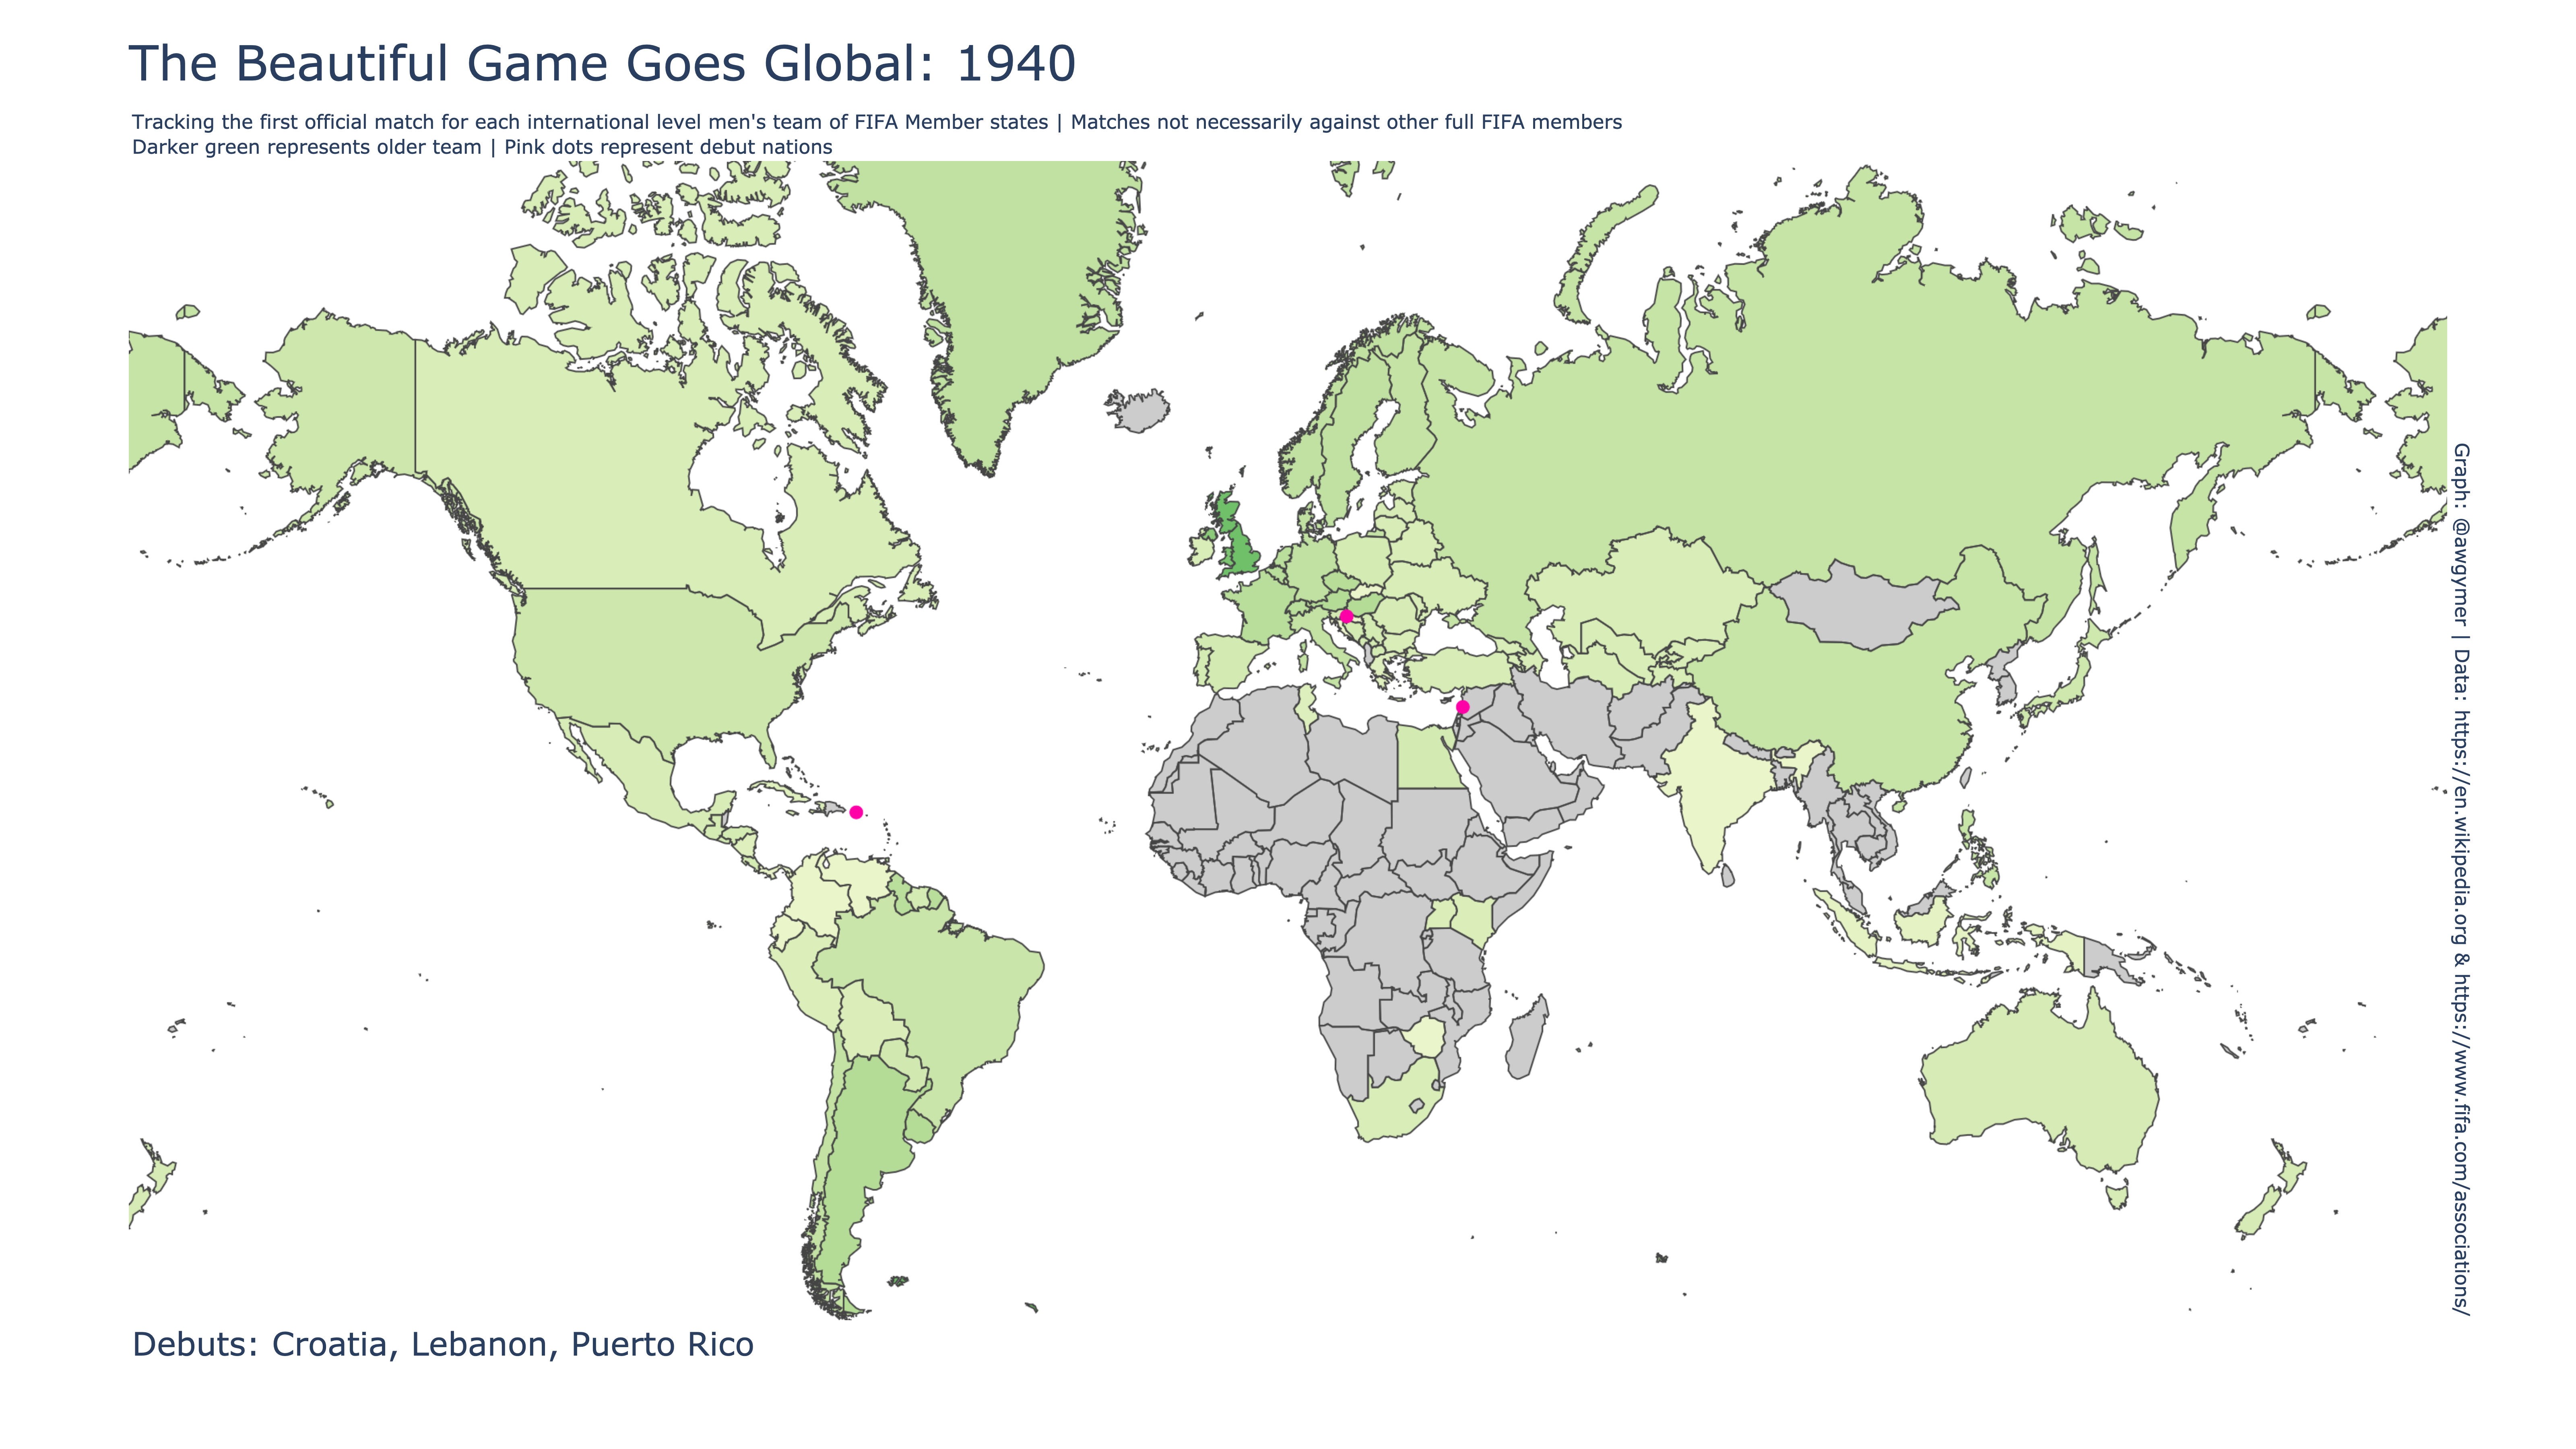 The Beautiful Game Goes Global: 1940
Tracking the first official match for each international level men's team of FIFA Member states | Matches not necessarily against other full FIFA members
Darker green represents older team | Pink dots represent debut nations
Graph: @awgymer | Data: https://en.wikipedia.org & https://www.fifa.com/associations/
Debuts: Croatia, Lebanon, Puerto Rico